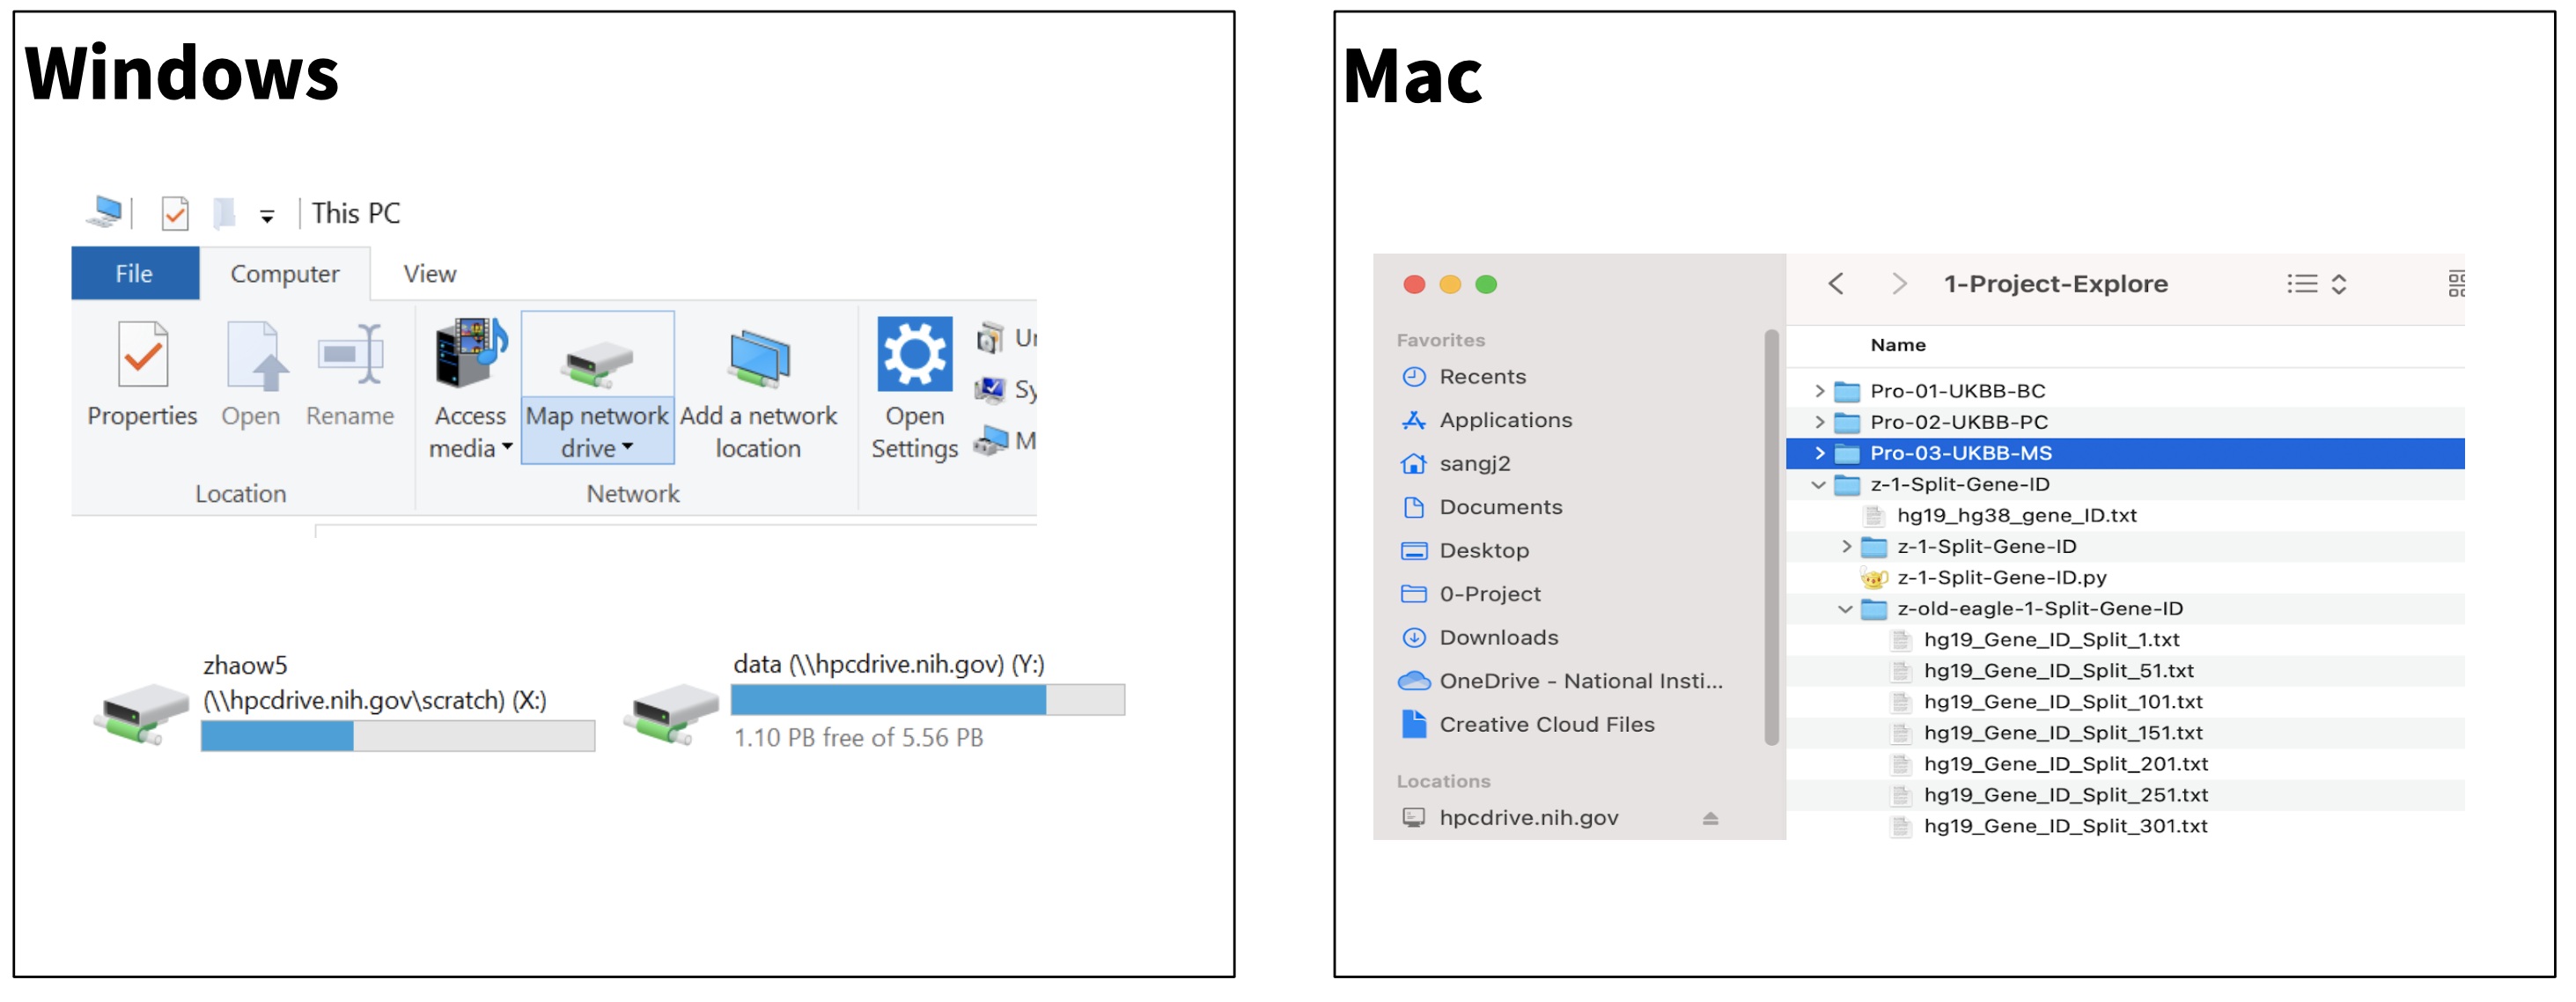 Windows
This PC
File
Computer
View
Properties
Open
Rename
Access
media
Map network
drive
Add a network
location
Open
Settings
Location
Network
zhaow5
(\\hpcdrive.nih.gov\scratch) (X:)
data (\\hpcdrive.nih.gov) (Y:)
1.10 PB free of 5.56 PB
Mac
Favorites
Recents
Applications
sangj2
Documents
Desktop
0-Project
Downloads
OneDrive - National Insti...
Creative Cloud Files
Locations
hpcdrive.nih.gov
1-Project-Explore
Name
Pro-01-UKBB-BC
Pro-02-UKBB-PC
Pro-03-UKBB-MS
z-1-Split-Gene-ID
hg19_hg38_gene_ID.txt
z-1-Split-Gene-ID
z-1-Split-Gene-ID.py
z-old-eagle-1-Split-Gene-ID
hg19_Gene_ID_Split_1.txt
hg19_Gene_ID_Split_51.txt
hg19_Gene_ID_Split_101.txt
hg19_Gene_ID_Split_151.txt
hg19_Gene_ID_Split_201.txt
hg19_Gene_ID_Split_251.txt
hg19_Gene_ID_Split_301.txt